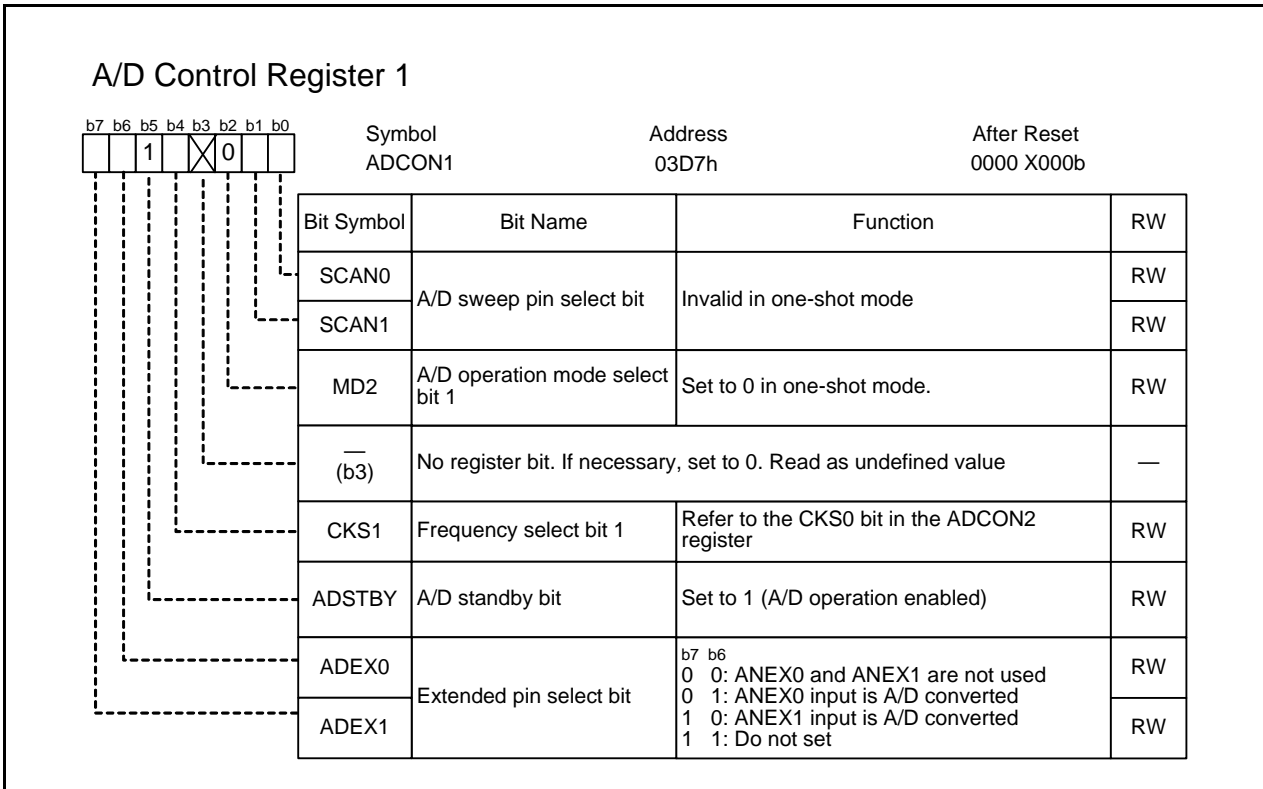 A/D Control Register 1
b7 b6 b5 b4 b3 b2 b1 b0
1 0
Symbol Address After Reset
ADCON1 03D7h 0000 X000b
Bit Symbol Bit Name Function RW
SCAN0 A/D sweep pin select bit Invalid in one-shot mode RW
SCAN1 RW
MD2 A/D operation mode select bit 1 Set to 0 in one-shot mode. RW
— (b3) No register bit. If necessary, set to 0. Read as undefined value —
CKS1 Frequency select bit 1 Refer to the CKS0 bit in the ADCON2 register RW
ADSTBY A/D standby bit Set to 1 (A/D operation enabled) RW
ADEX0 Extended pin select bit b7 b6 RW
0 0: ANEX0 and ANEX1 are not used
0 1: ANEX0 input is A/D converted
1 0: ANEX1 input is A/D converted
1 1: Do not set
ADEX1 RW